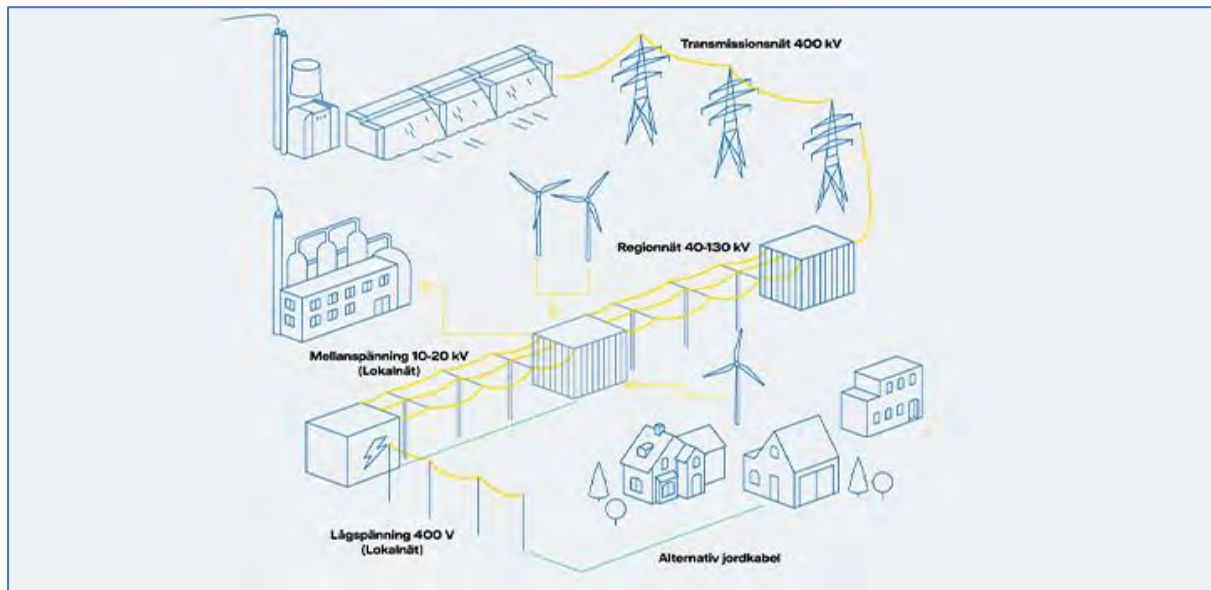 Transmissionsnät 400 kV
Regionnät 40-130 kV
Mellanspänning 10-20 kV
(Lokalnät)
Lågspänning 400 V
(Lokalnät)
Alternativ jordkabel